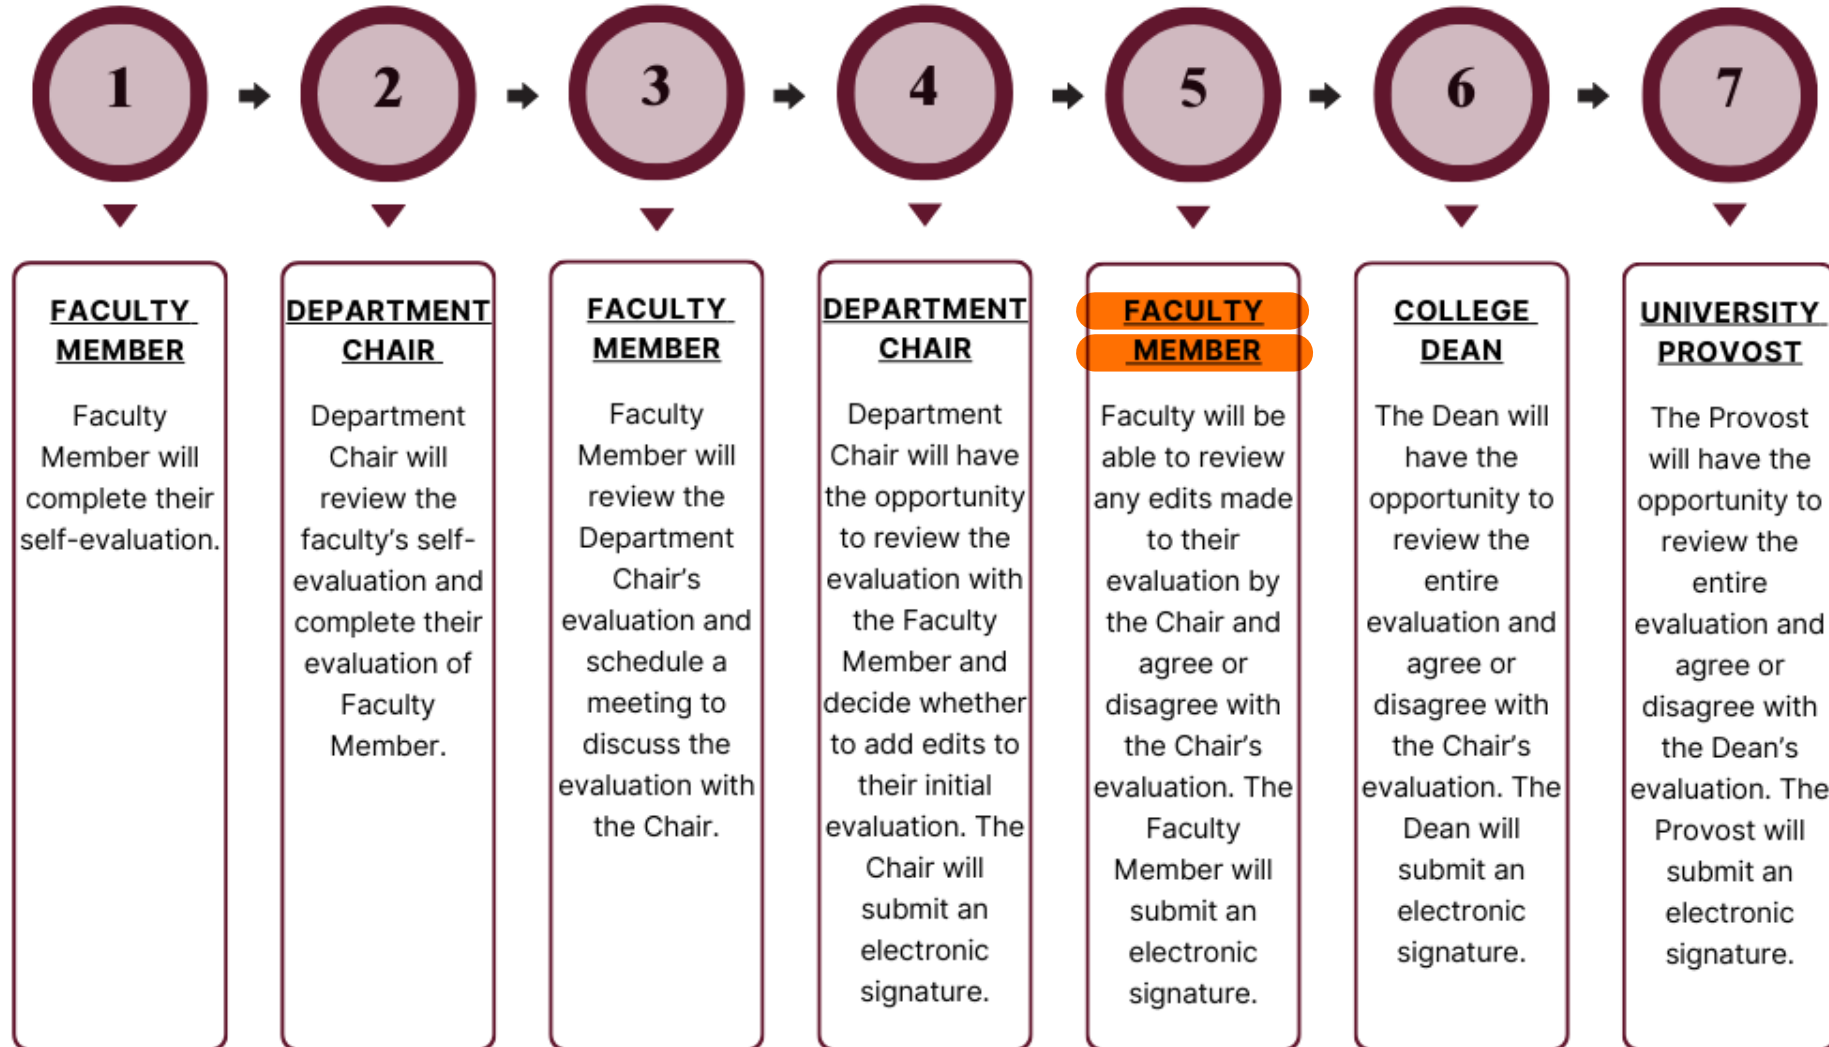 1
2
3
4
5
6
7
FACULTY
MEMBER
Faculty
Member will
complete their
self-evaluation.
DEPARTMENT
CHAIR
Department
Chair will
review the
faculty's self-
evaluation and
complete their
evaluation of
Faculty
Member.
FACULTY
MEMBER
Faculty
Member will
review the
Department
Chair's
evaluation and
schedule a
meeting to
discuss the
evaluation with
the Chair.
DEPARTMENT
CHAIR
Department
Chair will have
the opportunity
to review the
evaluation with
the Faculty
Member and
decide whether
to add edits to
their initial
evaluation. The
Chair will
submit an
electronic
signature.
FACULTY
MEMBER
Faculty will be
able to review
any edits made
to their
evaluation by
the Chair and
agree or
disagree with
the Chair's
evaluation. The
Faculty
Member will
submit an
electronic
signature.
COLLEGE
DEAN
The Dean will
have the
opportunity to
review the
entire
evaluation and
agree or
disagree with
the Chair's
evaluation. The
Dean will
submit an
electronic
signature.
UNIVERSITY
PROVOST
The Provost
will have the
opportunity to
review the
entire
evaluation and
agree or
disagree with
the Dean's
evaluation. The
Provost will
submit an
electronic
signature.